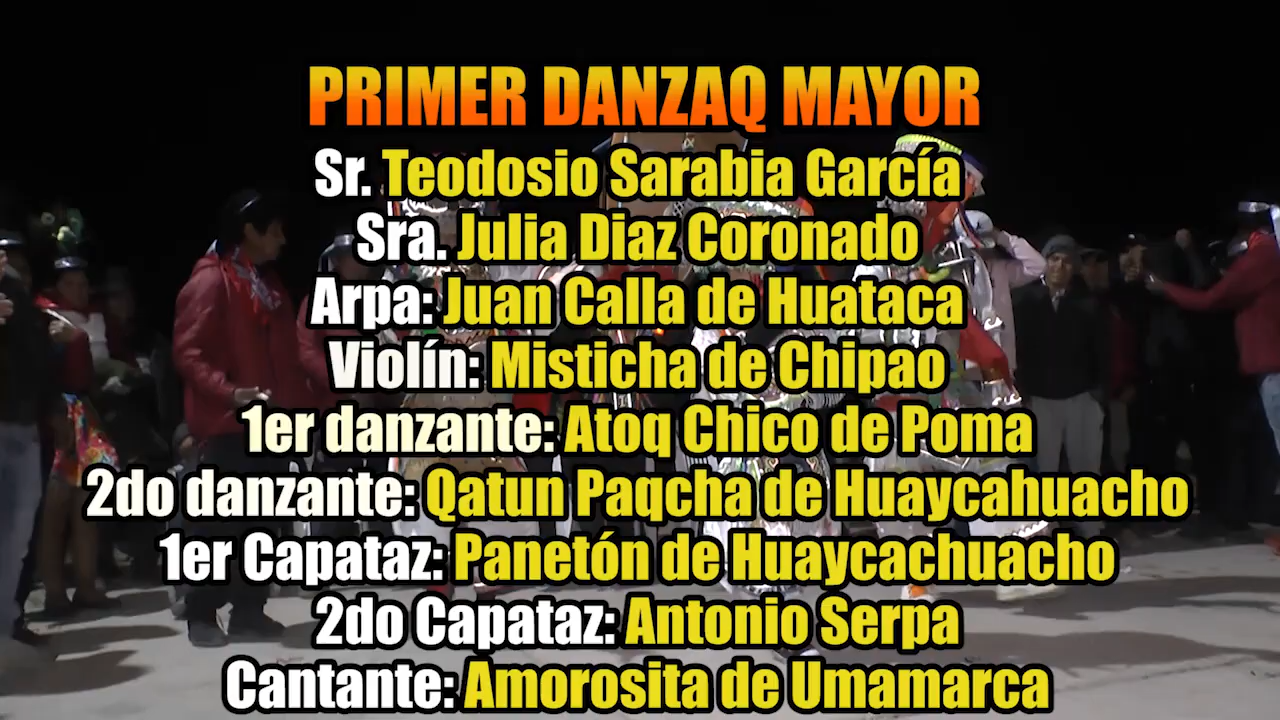 PRIMER DANZAQ MAYOR
Sr. Teodosio Sarabia García
Sra. Julia Diaz Coronado
Arpa: Juan Calla de Huataca
Violín: Misticha de Chipao
1er danzante: Atoq Chico de Poma
2do danzante: Qatun Paqcha de Huaycahuacho
1er Capataz: Panetón de Huaycachuacho
2do Capataz: Antonio Serpa
Cantante: Amorosita de Umamarca